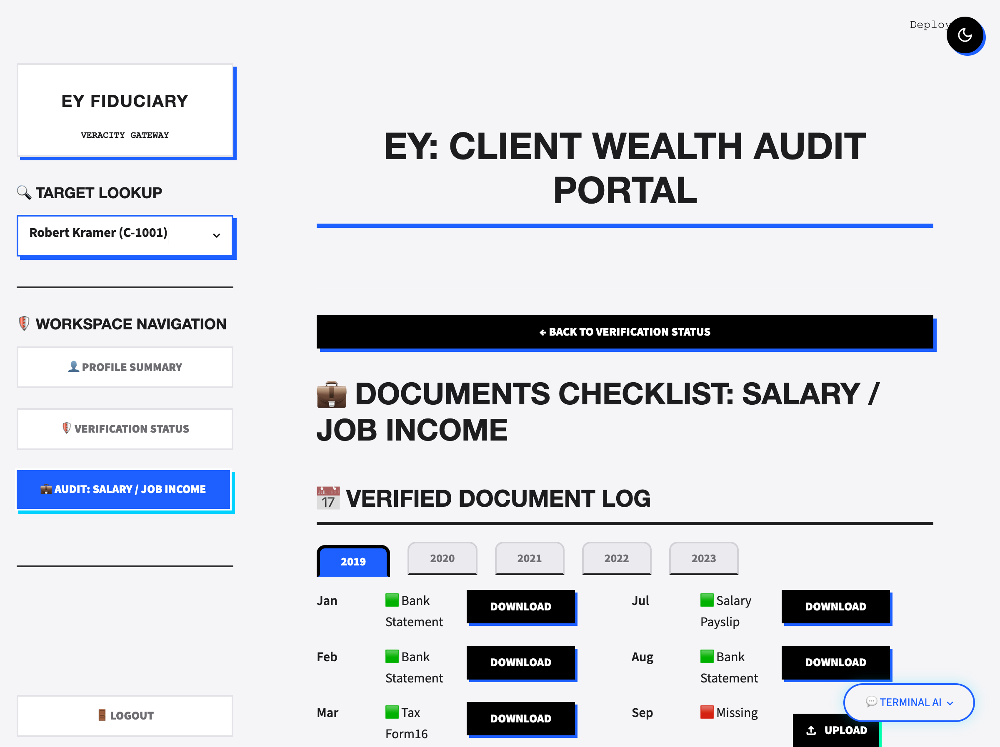 Deploy
EY FIDUCIARY
VERACITY GATEWAY
TARGET LOOKUP
Robert Kramer (C-1001)
WORKSPACE NAVIGATION
PROFILE SUMMARY
VERIFICATION STATUS
AUDIT: SALARY / JOB INCOME
LOGOUT
EY: CLIENT WEALTH AUDIT
PORTAL
← BACK TO VERIFICATION STATUS
DOCUMENTS CHECKLIST: SALARY /
JOB INCOME
JUL
17
VERIFIED DOCUMENT LOG
2019 2020 2021 2022 2023
Jan Bank DOWNLOAD Jul Salary DOWNLOAD
Statement Payslip
Feb Bank DOWNLOAD Aug Bank DOWNLOAD
Statement Statement
TERMINAL AI
Mar Tax DOWNLOAD Sep Missing
Form16 UPLOAD